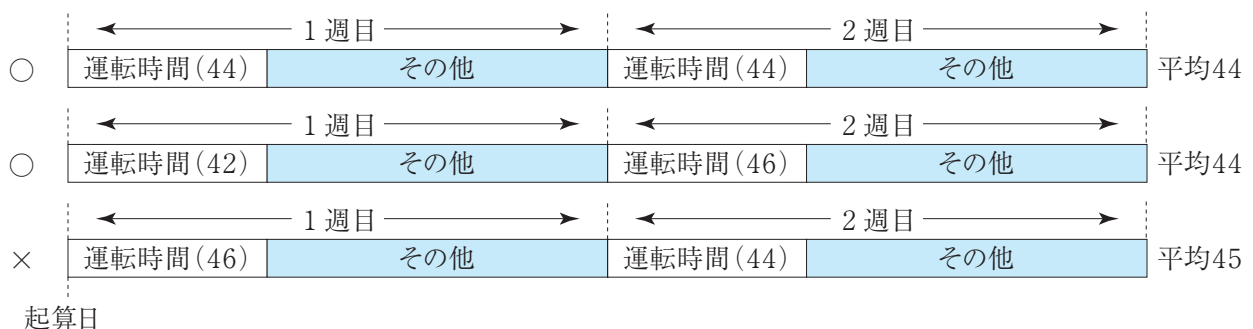 1 週目 2 週目
○ 運転時間(44) その他 運転時間(44) その他 平均44
1 週目 2 週目
○ 運転時間(42) その他 運転時間(46) その他 平均44
1 週目 2 週目
× 運転時間(46) その他 運転時間(44) その他 平均45
起算日